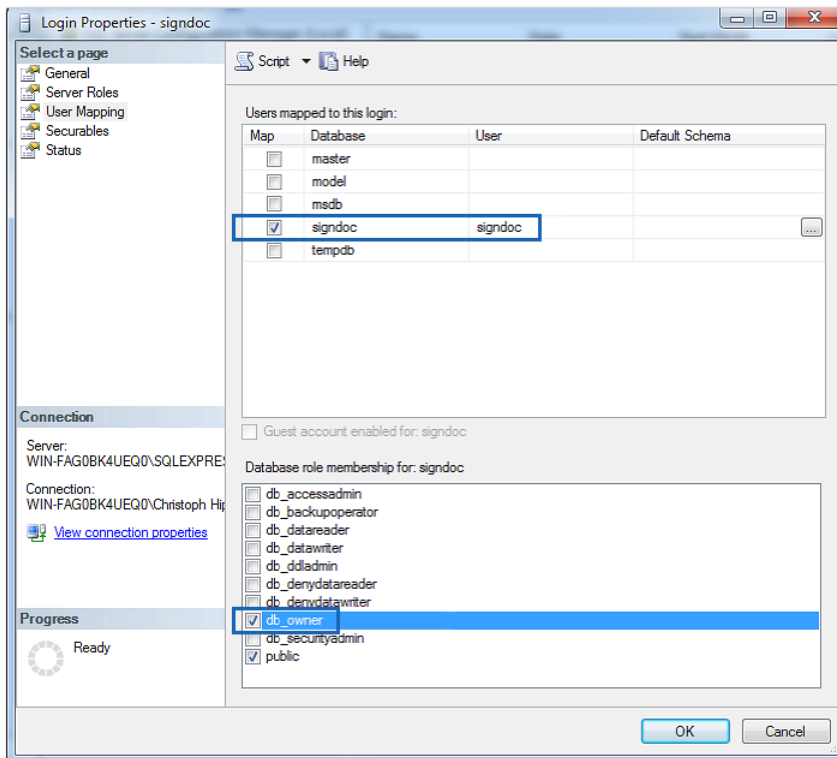 Login Properties - signdoc
Select a page
General
Server Roles
User Mapping
Securables
Status
Script Help
Users mapped to this login:
Map Database User Default Schema
master
model
msdb
signdoc signdoc ...
tempdb
Guest account enabled for: signdoc
Database role membership for: signdoc
db_accessadmin
db_backupoperator
db_datareader
db_datawriter
db_ddladmin
db_denydatareader
db_denydatawriter
db_owner
db_securityadmin
public
Connection
Server:
WIN-FAG0BK4UEQ0\SQLEXPRES
Connection:
WIN-FAG0BK4UEQ0\Christoph Hip
View connection properties
Progress
Ready
OK Cancel